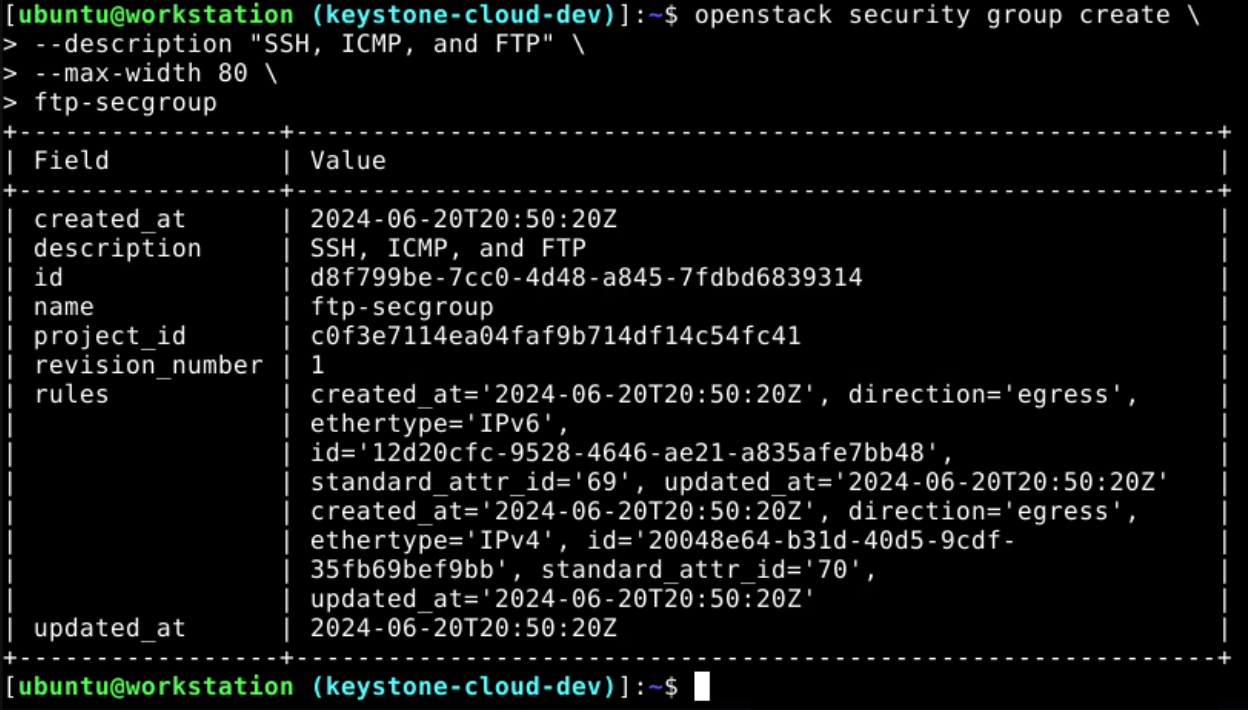 [ubuntu@workstation (keystone-cloud-dev)]:~$ openstack security group create \
> --description "SSH, ICMP, and FTP" \
> --max-width 80 \
> ftp-secgroup
+-----------------+------------------------------------------------------------+
| Field           | Value                                                      |
+-----------------+------------------------------------------------------------+
| created_at      | 2024-06-20T20:50:20Z                                       |
| description     | SSH, ICMP, and FTP                                         |
| id              | d8f799be-7cc0-4d48-a845-7fdbd6839314                       |
| name            | ftp-secgroup                                               |
| project_id      | c0f3e7114ea04faf9b714df14c54fc41                           |
| revision_number | 1                                                          |
| rules           | created_at='2024-06-20T20:50:20Z', direction='egress',     |
|                 | ethertype='IPv6',                                          |
|                 | id='12d20cfc-9528-4646-ae21-a835afe7bb48',                 |
|                 | standard_attr_id='69', updated_at='2024-06-20T20:50:20Z'   |
|                 | created_at='2024-06-20T20:50:20Z', direction='egress',     |
|                 | ethertype='IPv4', id='20048e64-b31d-40d5-9cdf-             |
|                 | 35fb69bef9bb', standard_attr_id='70',                      |
|                 | updated_at='2024-06-20T20:50:20Z'                          |
| updated_at      | 2024-06-20T20:50:20Z                                       |
+-----------------+------------------------------------------------------------+
[ubuntu@workstation (keystone-cloud-dev)]:~$